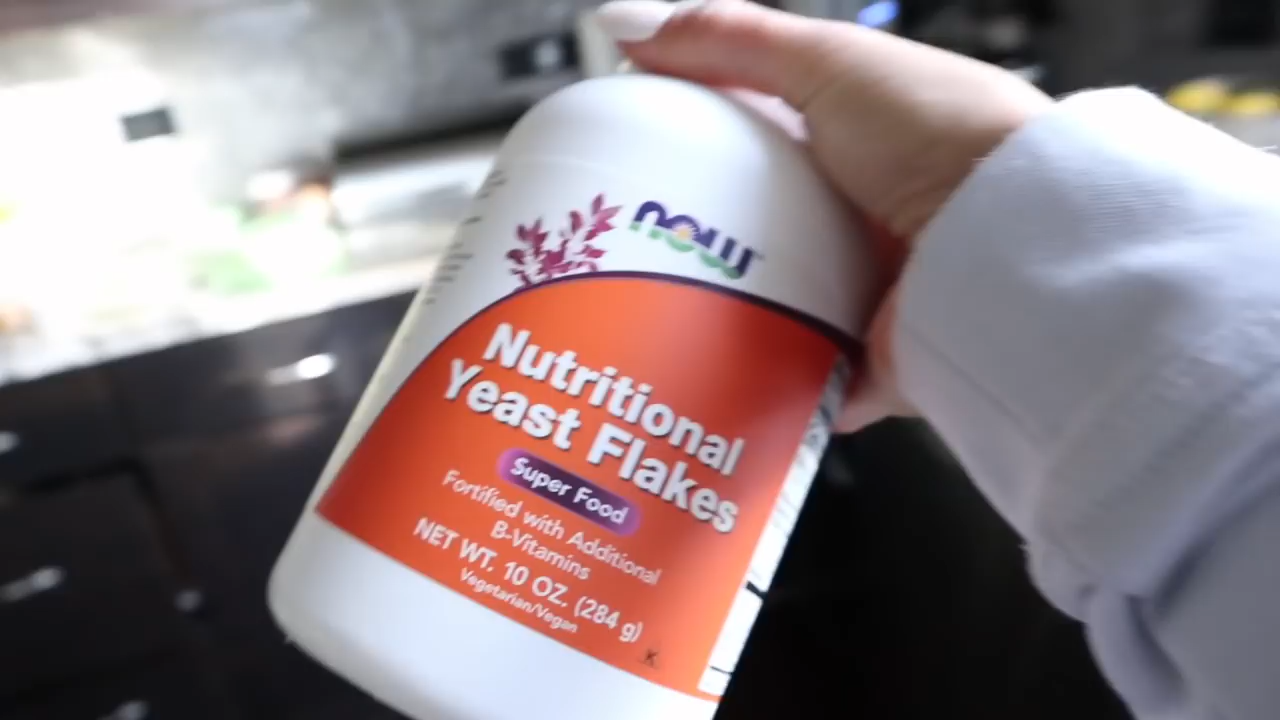 now
Nutritional
Yeast Flakes
Super Food
Fortified with Additional
B-Vitamins
NET WT. 10 OZ. (284 g)
Vegetarian/Vegan
K